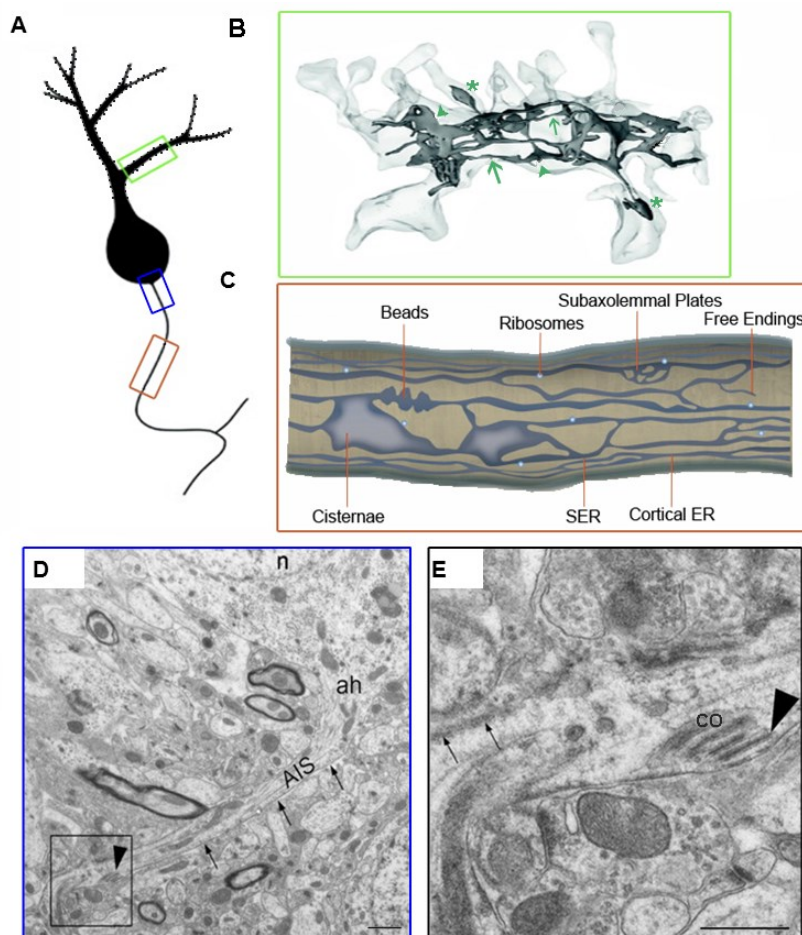 A
B
*
*
C
Subaxolemmal Plates
Beads
Ribosomes
Free Endings
Cisternae
SER
Cortical ER
D
n
ah
AIS
E
co